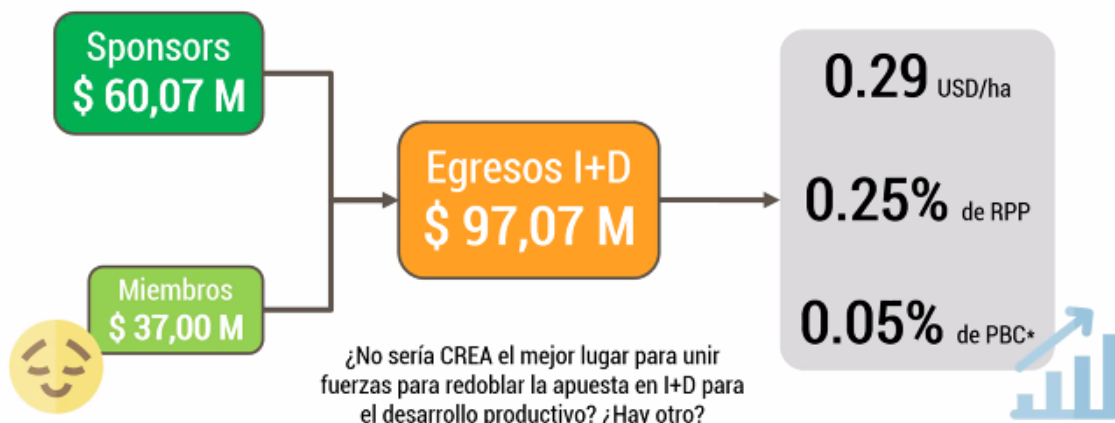 Sponsors
$ 60,07 M
Miembros
$ 37,00 M
Egresos I+D
$ 97,07 M
0.29 USD/ha
0.25% de RPP
0.05% de PBC*
¿No sería CREA el mejor lugar para unir
fuerzas para redoblar la apuesta en I+D para
el desarrollo productivo? ¿Hay otro?